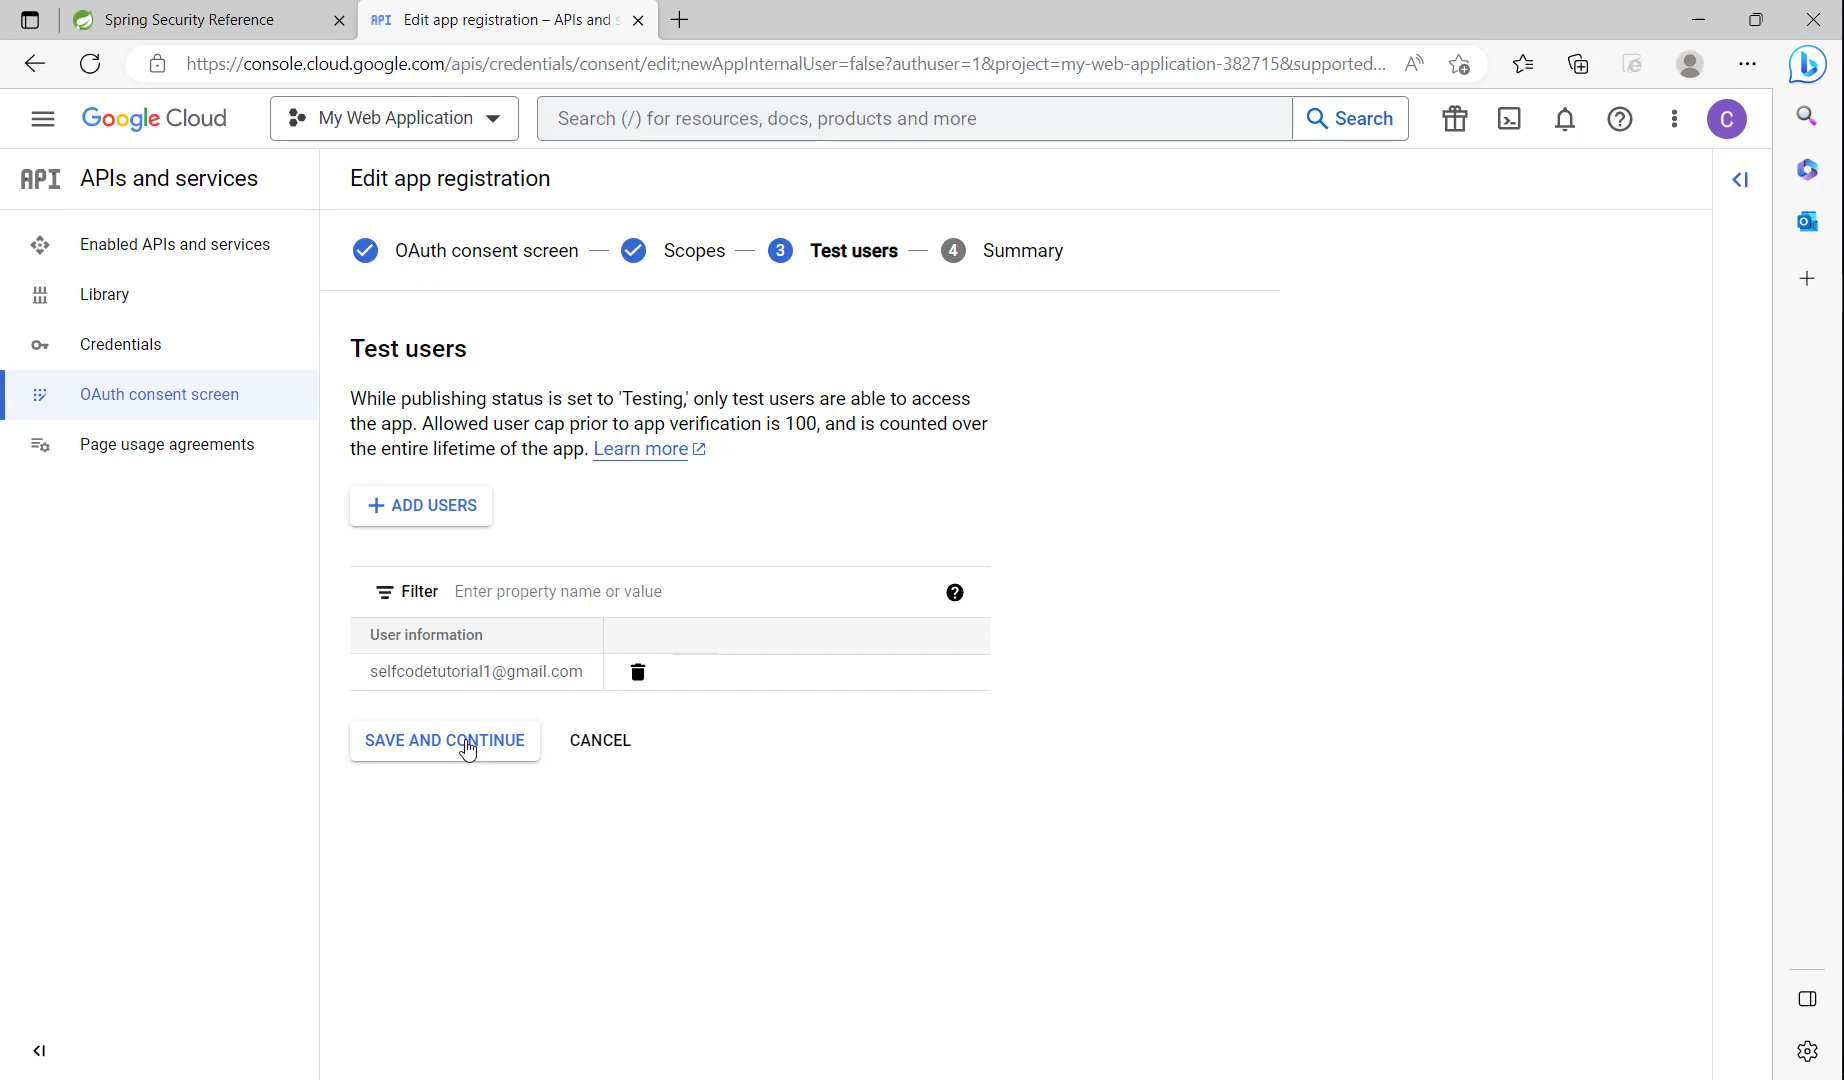 Spring Security Reference
API Edit app registration – APIs and s
https://console.cloud.google.com/apis/credentials/consent/edit;newAppInternalUser=false?authuser=1&project=my-web-application-382715&supported...
Google Cloud
My Web Application
Search (/) for resources, docs, products and more
Search
C
API APIs and services
Edit app registration
Enabled APIs and services
Library
Credentials
OAuth consent screen
Page usage agreements
OAuth consent screen — Scopes — 3 Test users — 4 Summary
Test users
While publishing status is set to 'Testing,' only test users are able to access
the app. Allowed user cap prior to app verification is 100, and is counted over
the entire lifetime of the app. Learn more
+ ADD USERS
Filter Enter property name or value
User information
selfcodetutorial1@gmail.com
SAVE AND CONTINUE
CANCEL